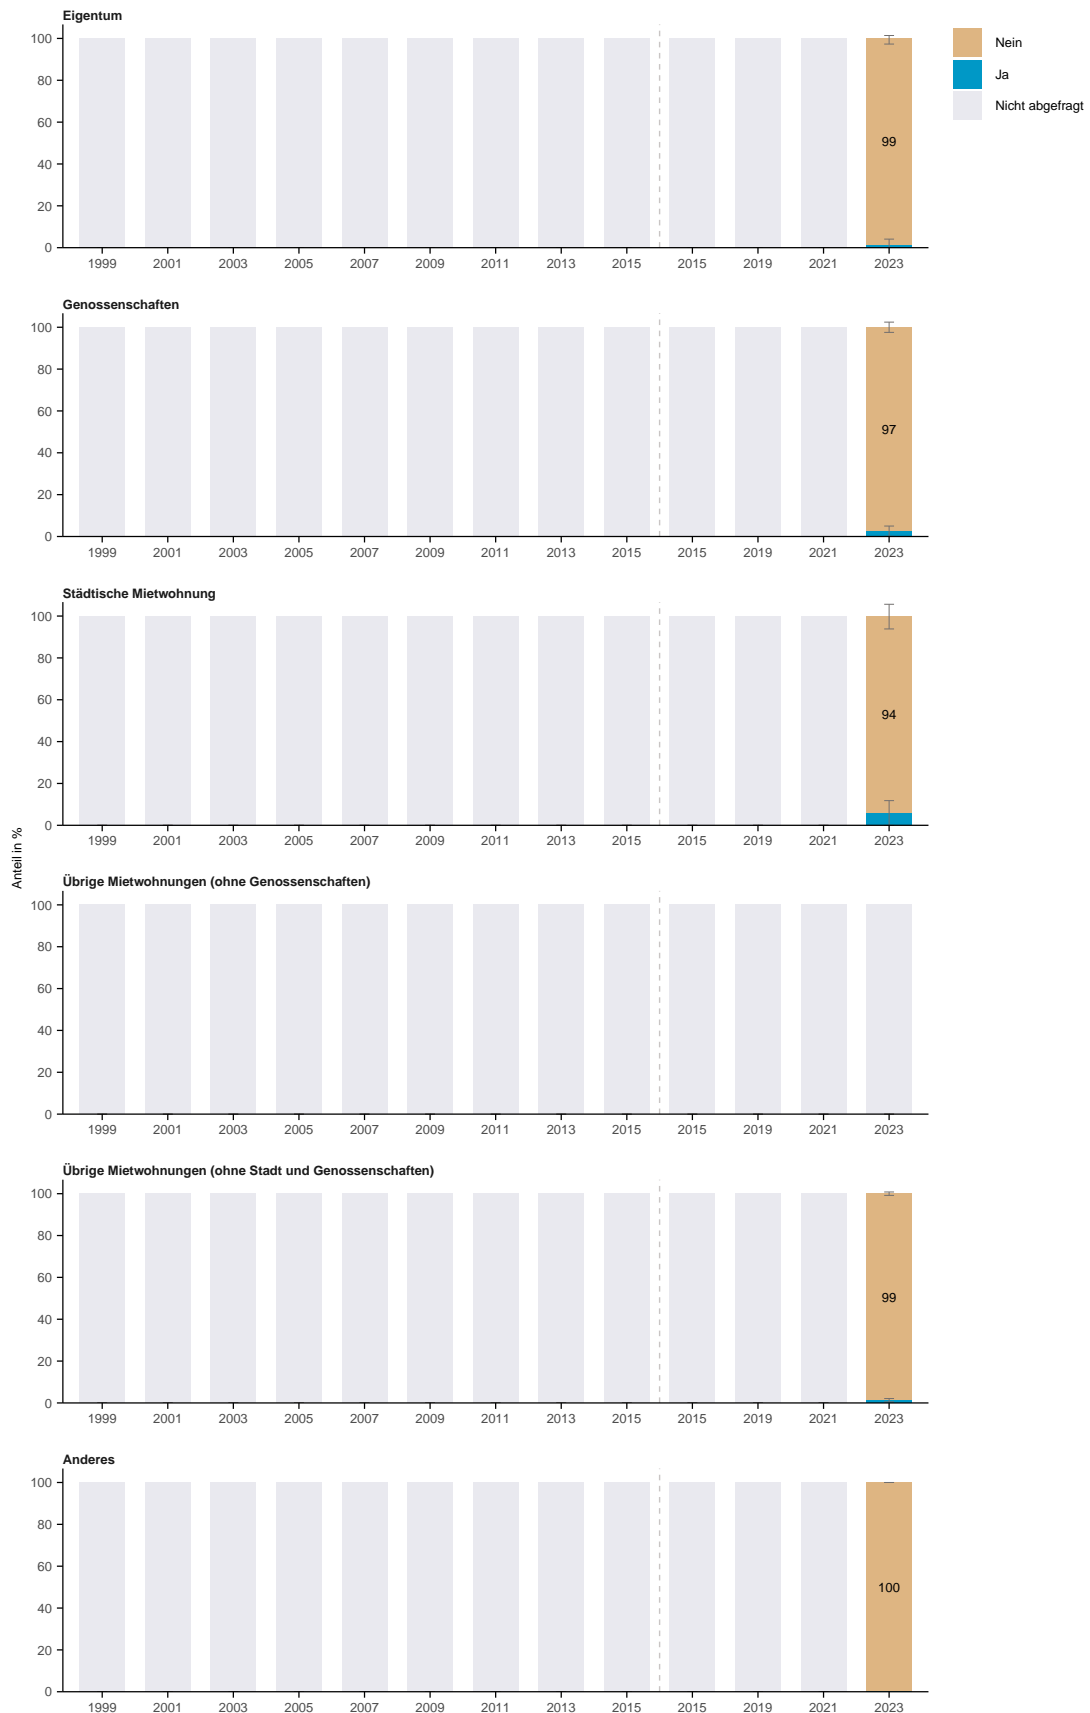 Eigentum
100
80
60
40
20
0
99
1999 2001 2003 2005 2007 2009 2011 2013 2015 2015 2019 2021 2023
Nein
Ja
Nicht abgefragt
Genossenschaften
100
80
60
40
20
0
97
1999 2001 2003 2005 2007 2009 2011 2013 2015 2015 2019 2021 2023
Städtische Mietwohnung
100
80
60
40
20
0
94
1999 2001 2003 2005 2007 2009 2011 2013 2015 2015 2019 2021 2023
Anteil in %
Übrige Mietwohnungen (ohne Genossenschaften)
100
80
60
40
20
0
1999 2001 2003 2005 2007 2009 2011 2013 2015 2015 2019 2021 2023
Übrige Mietwohnungen (ohne Stadt und Genossenschaften)
100
80
60
40
20
0
99
1999 2001 2003 2005 2007 2009 2011 2013 2015 2015 2019 2021 2023
Anderes
100
80
60
40
20
0
100
1999 2001 2003 2005 2007 2009 2011 2013 2015 2015 2019 2021 2023